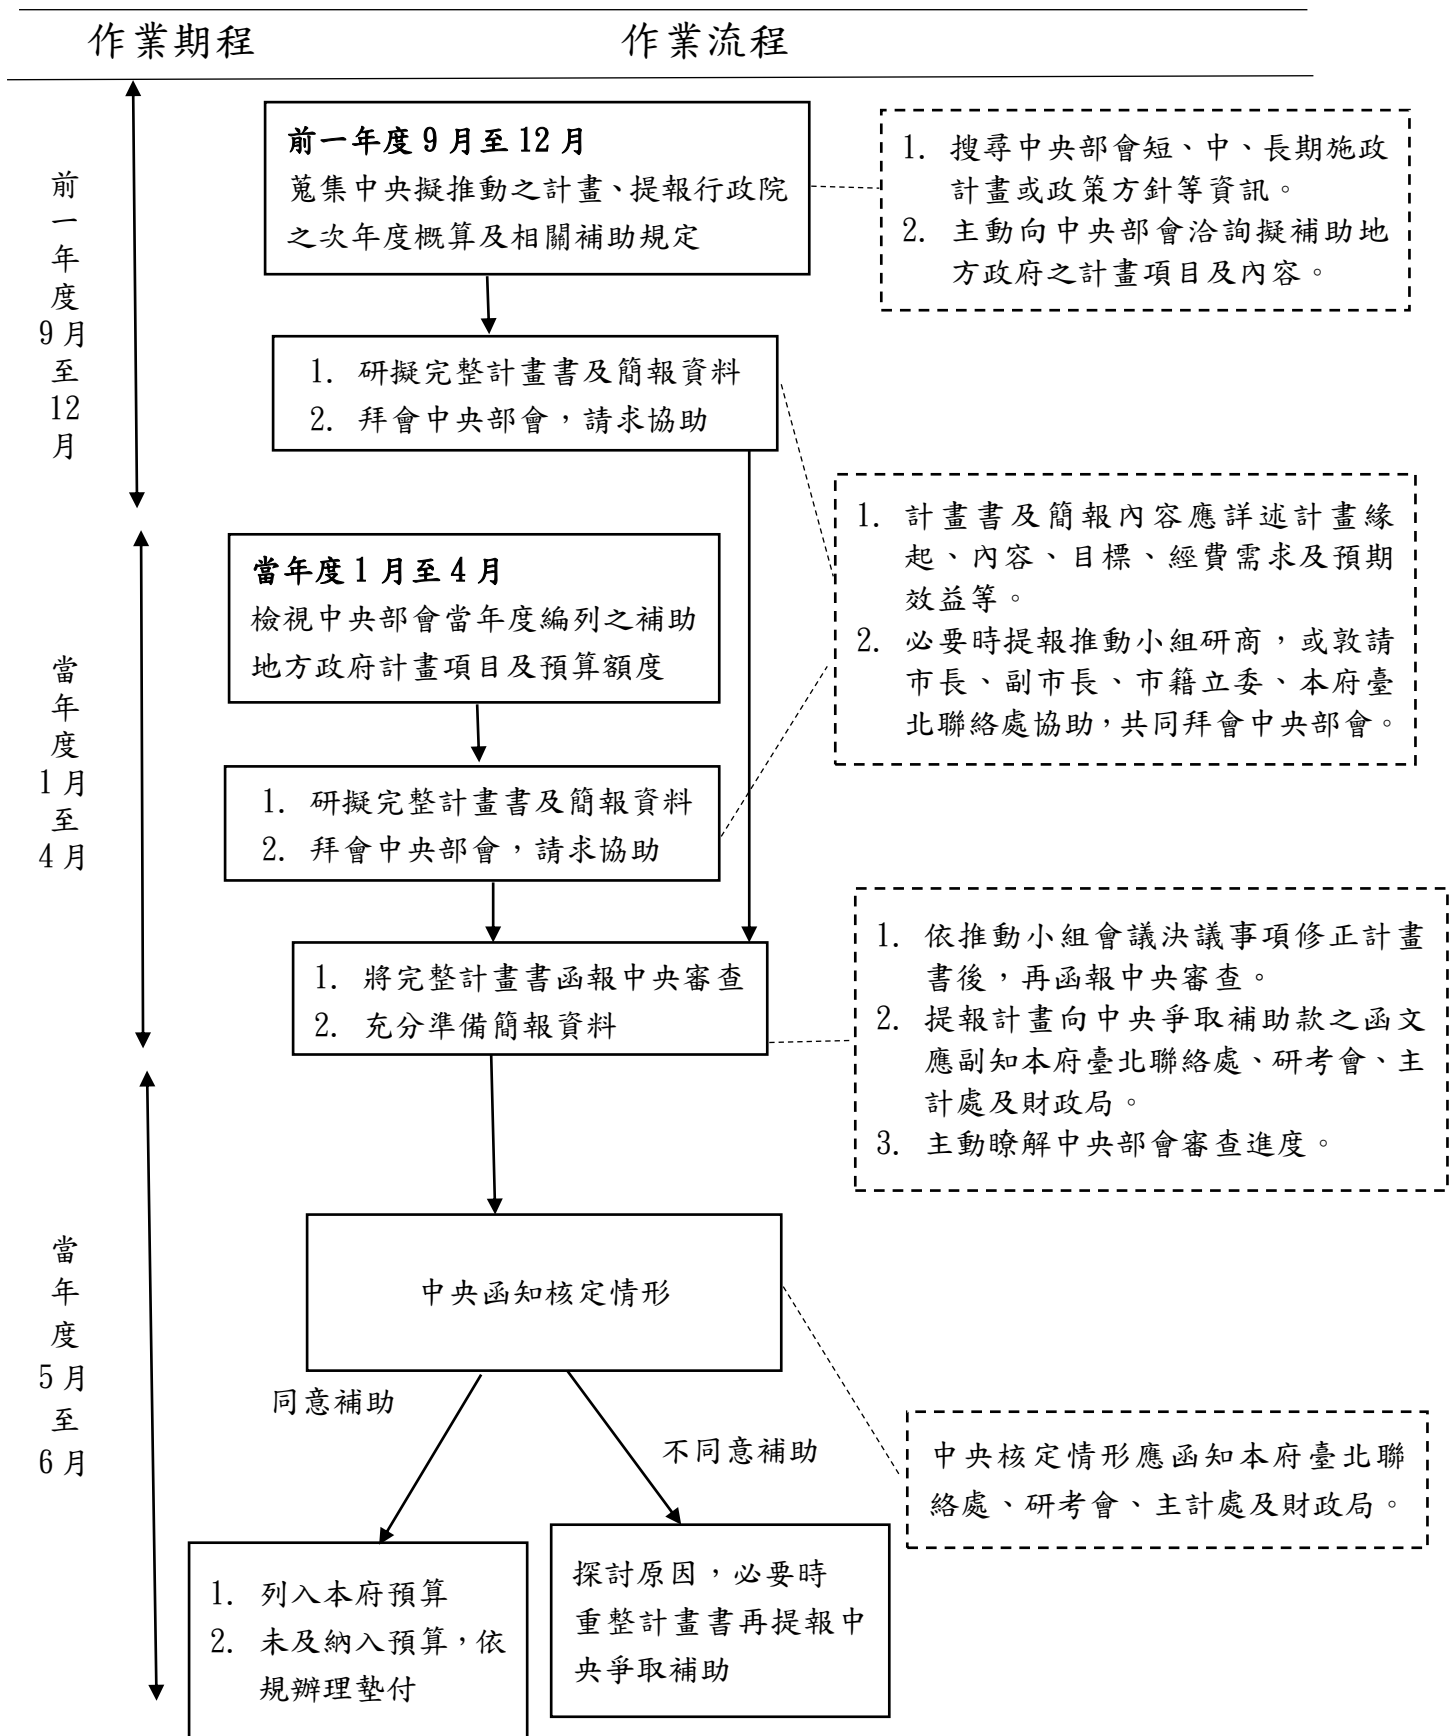 作業期程
作業流程
前一年度9月至12月
前一年度 9 月至 12 月
蒐集中央擬推動之計畫、提報行政院
之次年度概算及相關補助規定
1. 搜尋中央部會短、中、長期施政
計畫或政策方針等資訊。
2. 主動向中央部會洽詢擬補助地
方政府之計畫項目及內容。
1. 研擬完整計畫書及簡報資料
2. 拜會中央部會，請求協助
1. 計畫書及簡報內容應詳述計畫緣
起、內容、目標、經費需求及預期
效益等。
2. 必要時提報推動小組研商，或敦請
市長、副市長、市籍立委、本府臺
北聯絡處協助，共同拜會中央部會。
當年度1月至4月
當年度 1 月至 4 月
檢視中央部會當年度編列之補助
地方政府計畫項目及預算額度
1. 研擬完整計畫書及簡報資料
2. 拜會中央部會，請求協助
1. 將完整計畫書函報中央審查
2. 充分準備簡報資料
1. 依推動小組會議決議事項修正計畫
書後，再函報中央審查。
2. 提報計畫向中央爭取補助款之函文
應副知本府臺北聯絡處、研考會、主
計處及財政局。
3. 主動瞭解中央部會審查進度。
當年度5月至6月
中央函知核定情形
同意補助
不同意補助
中央核定情形應函知本府臺北聯
絡處、研考會、主計處及財政局。
1. 列入本府預算
2. 未及納入預算，依
規辦理墊付
探討原因，必要時
重整計畫書再提報中
央爭取補助